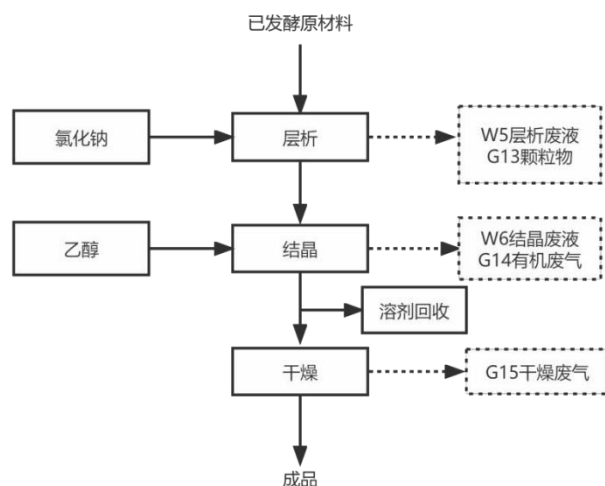 已发酵原材料
氯化钠
层析
W5层析废液
G13颗粒物
乙醇
结晶
W6结晶废液
G14有机废气
溶剂回收
干燥
G15干燥废气
成品